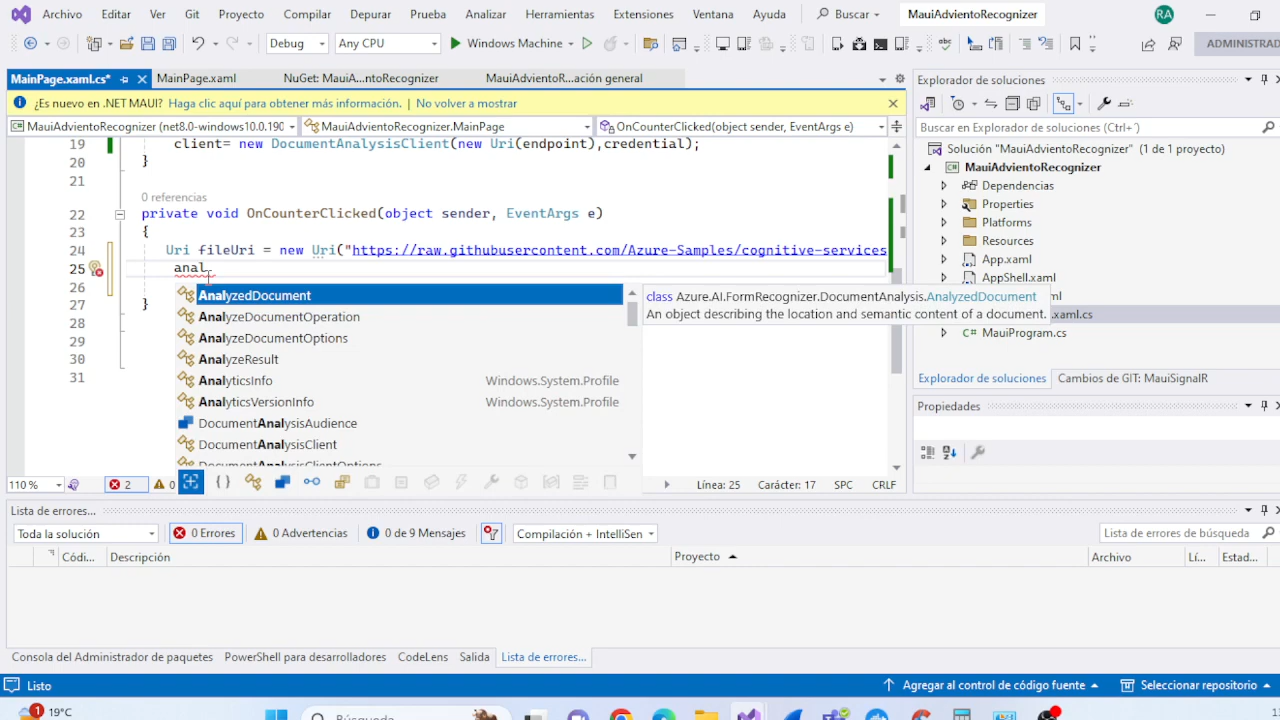 Archivo Editar Ver Git Proyecto Compilar Depurar Prueba Analizar Herramientas Extensiones Ventana Ayuda Buscar MauiAdvientoRecognizer RA
Debug Any CPU Windows Machine ADMINISTRAD
MainPage.xaml.cs* MainPage.xaml NuGet: MauiA...ntoRecognizer MauiAdvientoR...ación general
¿Es nuevo en .NET MAUI? Haga clic aquí para obtener más información. | No volver a mostrar
MauiAdvientoRecognizer (net8.0-windows10.0.190 MauiAdvientoRecognizer.MainPage OnCounterClicked(object sender, EventArgs e)
19 client= new DocumentAnalysisClient(new Uri(endpoint),credential);
20 }
21
0 referencias
22 private void OnCounterClicked(object sender, EventArgs e)
23 {
24 Uri fileUri = new Uri("https://raw.githubusercontent.com/Azure-Samples/cognitive-services
25 anal
26
27 }
28
29
30
31
AnalyzedDocument
AnalyzeDocumentOperation
AnalyzeDocumentOptions
AnalyzeResult
AnalyticsInfo Windows.System.Profile
AnalyticsVersionInfo Windows.System.Profile
DocumentAnalysisAudience
DocumentAnalysisClient
DocumentAnalysisClientOptions
class Azure.AI.FormRecognizer.DocumentAnalysis.AnalyzedDocument
An object describing the location and semantic content of a document.
110 % 2 0 Línea: 25 Carácter: 17 SPC CRLF
Explorador de soluciones
Buscar en Explorador de soluciones (Ctrl+´)
Solución "MauiAdvientoRecognizer" (1 de 1 proyecto)
MauiAdvientoRecognizer
Dependencias
Properties
Platforms
Resources
App.xaml
AppShell.xaml
ml
.xaml.cs
C# MauiProgram.cs
Explorador de soluciones Cambios de GIT: MauiSignalR
Propiedades
Lista de errores...
Toda la solución 0 Errores 0 Advertencias 0 de 9 Mensajes Compilación + IntelliSen Lista de errores de búsqueda
Códi... Descripción Proyecto Archivo Lí... Estad...
Consola del Administrador de paquetes PowerShell para desarrolladores CodeLens Salida Lista de errores...
Listo Agregar al control de código fuente Seleccionar repositorio
1 19°C Búsqueda